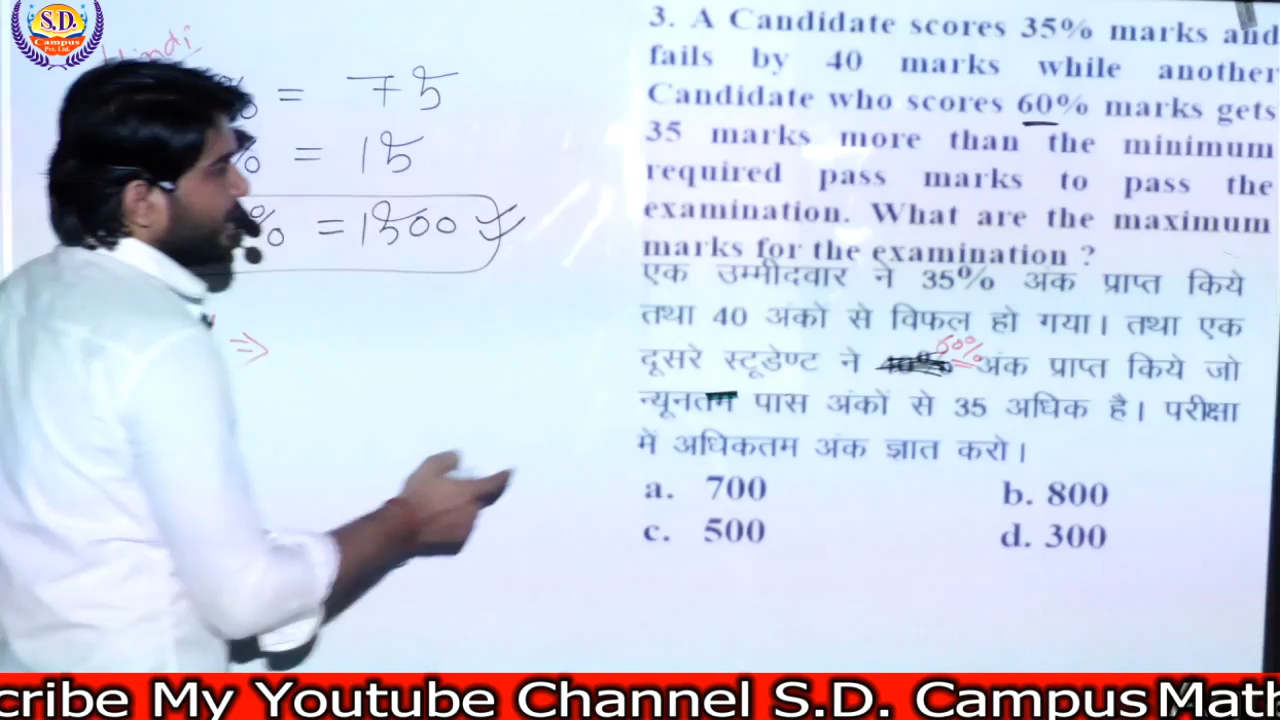 S.D.
Campus
Pvt. Ltd.
Hindi
% = 75
% = 15
% = 1500
⇒
3. A Candidate scores 35% marks and
fails by 40 marks while another
Candidate who scores 60% marks gets
35 marks more than the minimum
required pass marks to pass the
examination. What are the maximum
marks for the examination ?
एक उम्मीदवार ने 35% अंक प्राप्त किये
तथा 40 अंको से विफल हो गया। तथा एक
दूसरे स्टूडेण्ट ने 60% अंक प्राप्त किये जो
न्यूनतम पास अंकों से 35 अधिक है। परीक्षा
में अधिकतम अंक ज्ञात करो।
a. 700 b. 800
c. 500 d. 300
cribe My Youtube Channel S.D. Campus Math